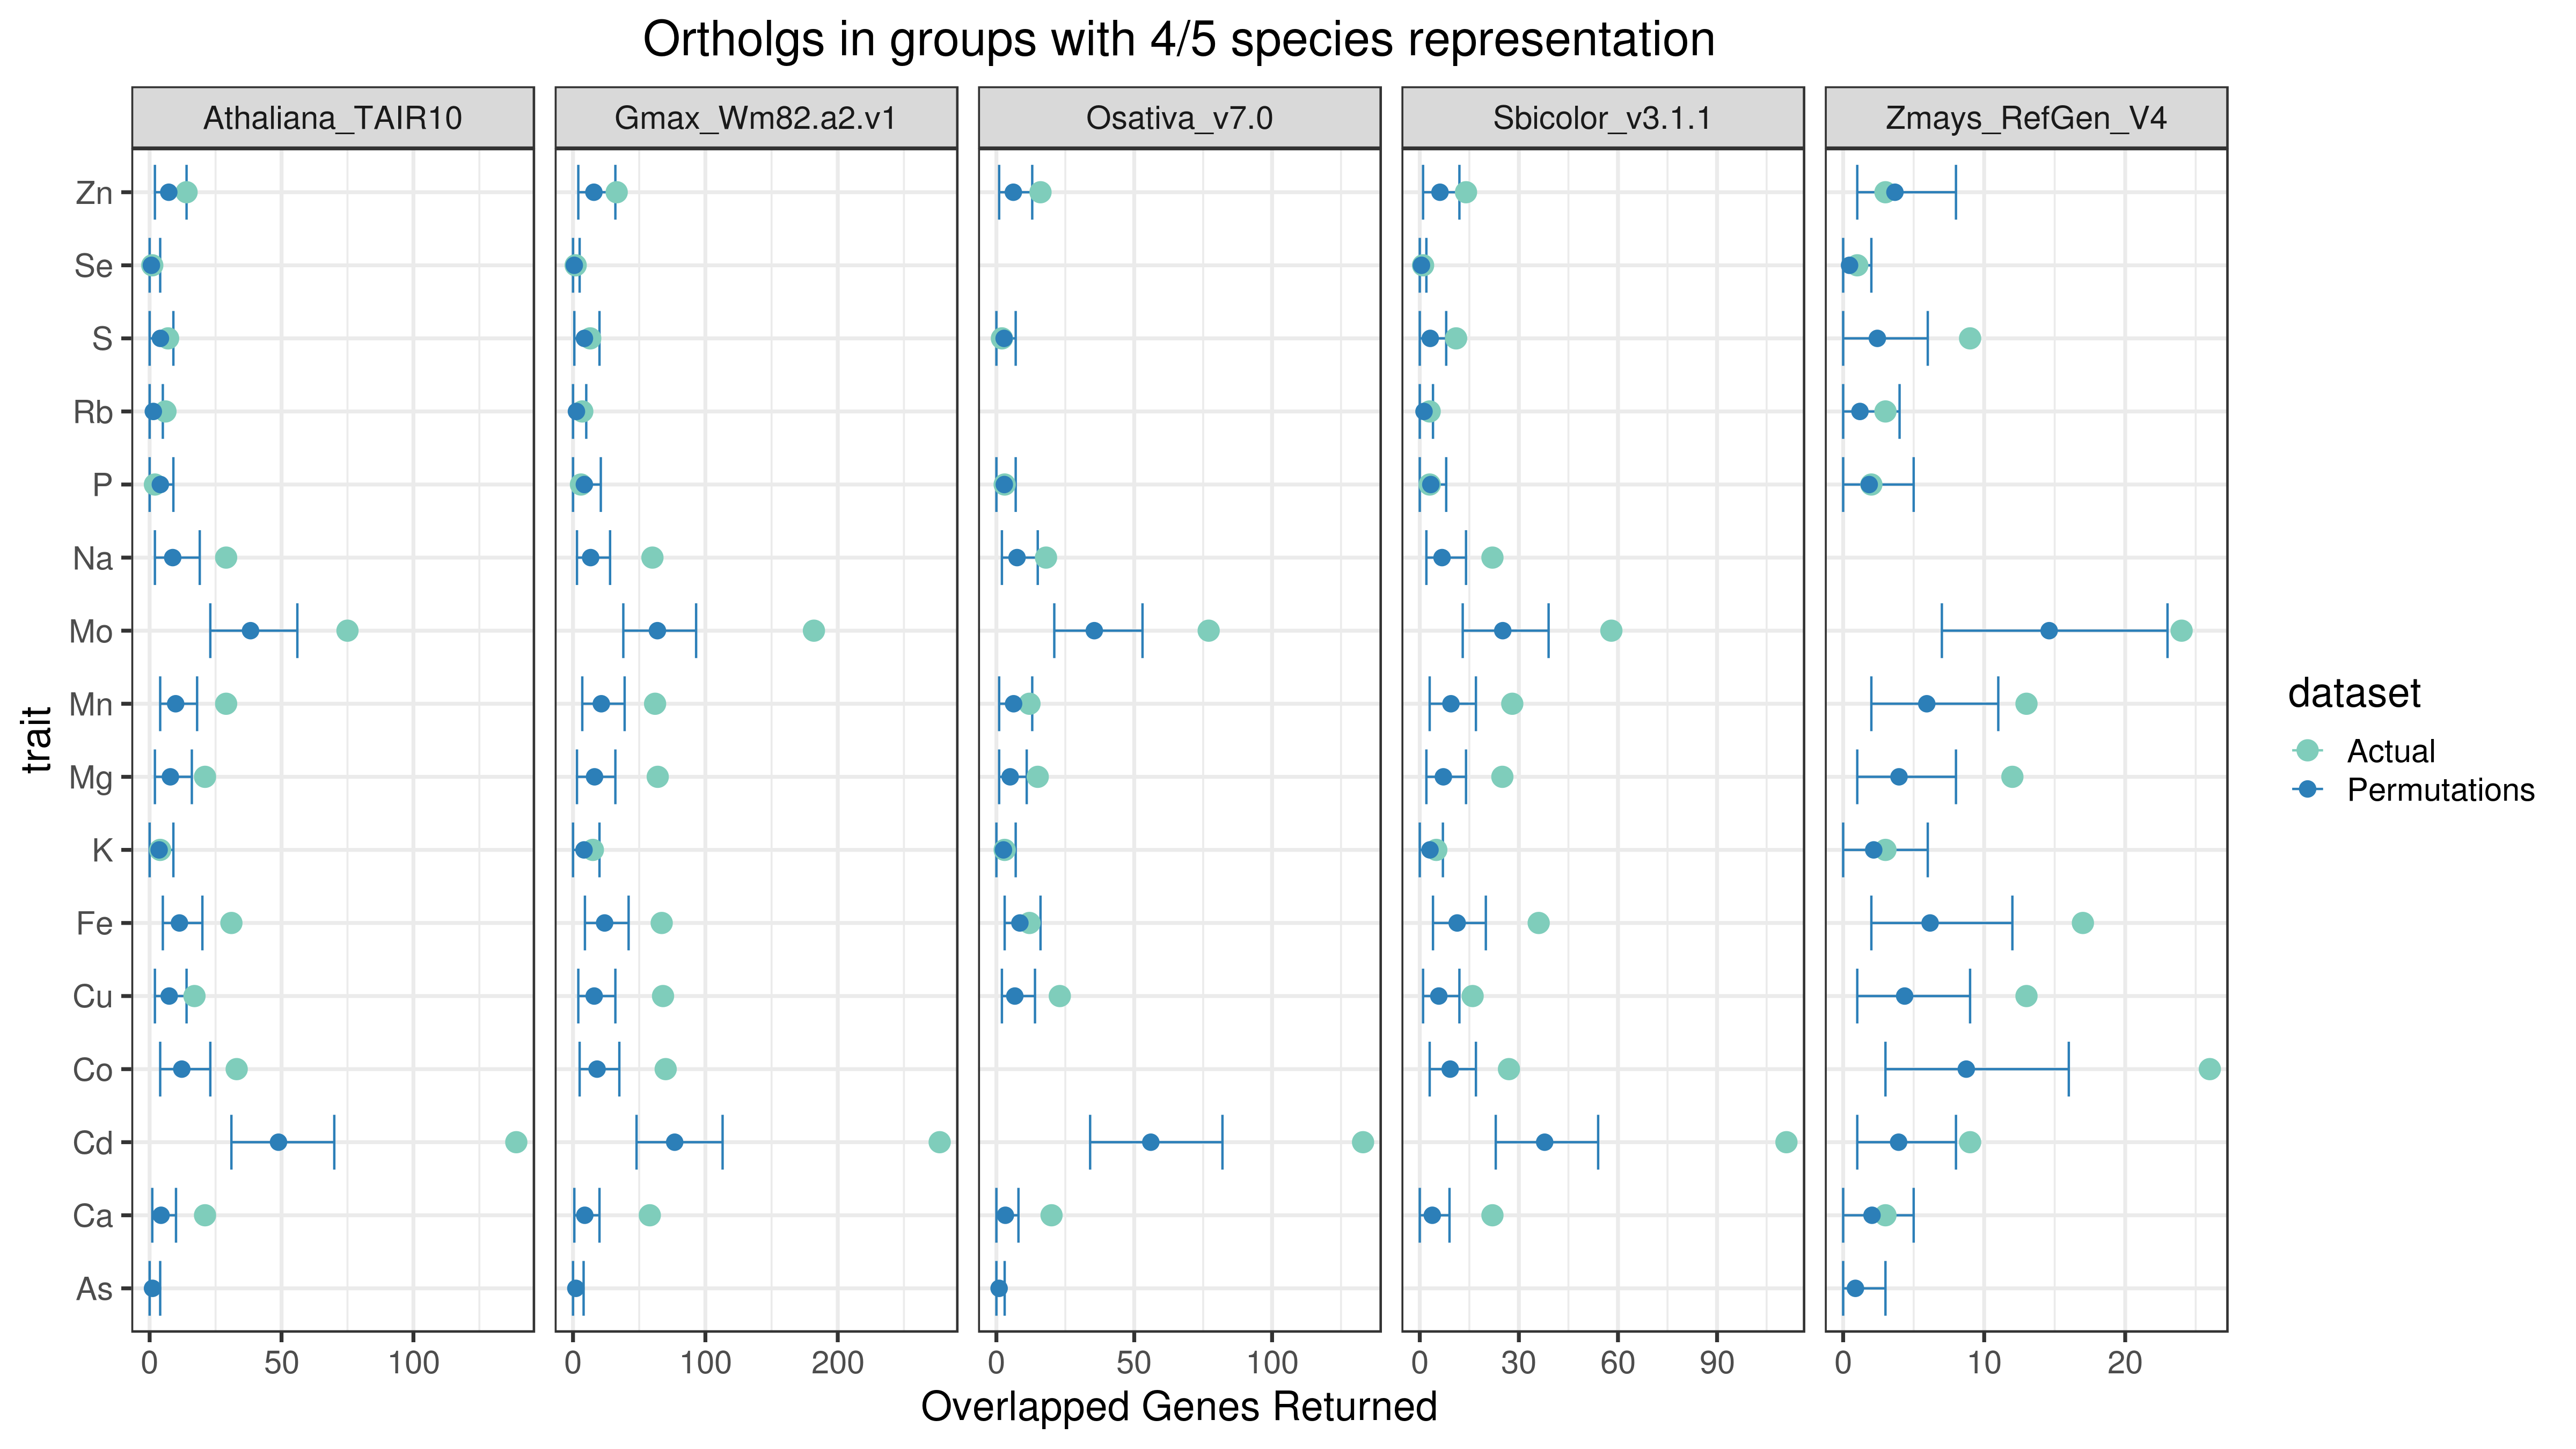 Ortholgs in groups with 4/5 species representation
Athaliana_TAIR10 Gmax_Wm82.a2.v1 Osativa_v7.0 Sbicolor_v3.1.1 Zmays_RefGen_V4
Zn
Se
S
Rb
P
Na
Mo
Mn
Mg
K
Fe
Cu
Co
Cd
Ca
As
trait
0 50 100 0 100 200 0 50 100 0 30 60 90 0 10 20
Overlapped Genes Returned
dataset
Actual
Permutations